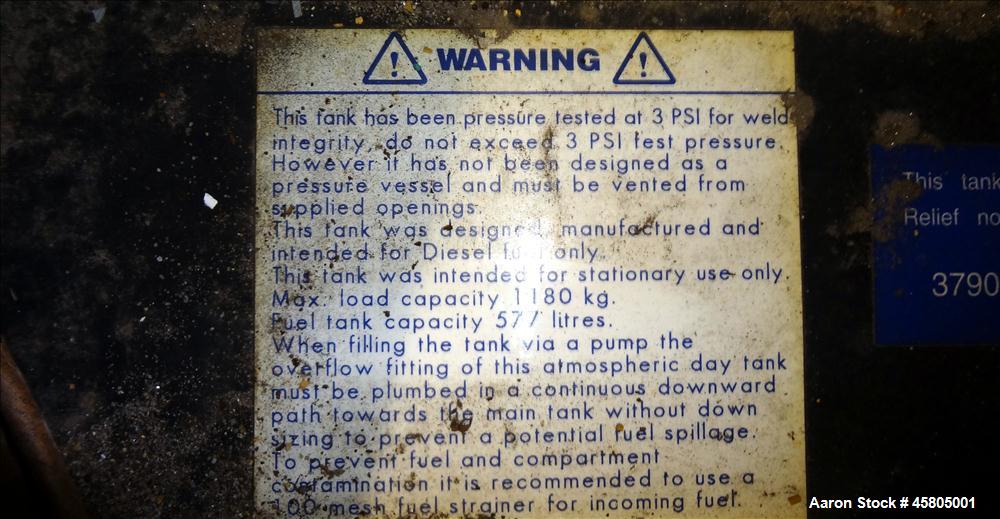 WARNING
This tank has been pressure tested at 3 PSI for weld
integrity, do not exceed 3 PSI test pressure.
However it has not been designed as a
pressure vessel and must be vented from
supplied openings.
This tank was designed, manufactured and
intended for Diesel fuel only.
This tank was intended for stationary use only.
Max. load capacity 1180 kg.
Fuel tank capacity 577 litres.
When filling the tank via a pump the
overflow fitting of this atmospheric day tank
must be plumbed in a continuous downward
path towards the main tank without down
sizing to prevent a potential fuel spillage.
To prevent fuel and compartment
contamination it is recommended to use a
100 mesh fuel strainer for incoming fuel.
This tank
Relief no
3790
Aaron Stock # 45805001